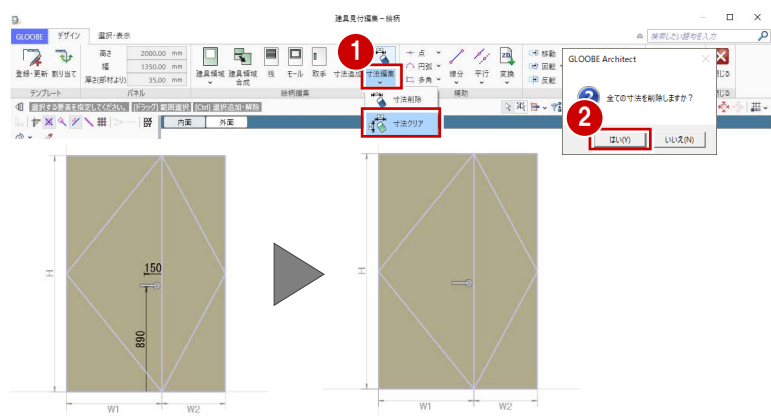 建具見付編集 - 絵柄
GLOOBE デザイン 選択・表示
検索したい語句を入力
登録・更新 割り当て
高さ 2000.00 mm
幅 1350.00 mm
厚さ(部材より) 35.00 mm
建具領域 建具領域合成 桟 モール 取手 寸法追加 寸法編集
点
円弧
多角
線分 平行 変換
移動
回転
反転
じる
テンプレート パネル 絵柄編集 補助 じる
選択する要素を指定してください。 [ドラッグ] 範囲選択 [Ctrl] 選択追加・解除
寸法削除
寸法クリア
内面 外面
1
GLOOBE Architect
全ての寸法を削除しますか？
2
はい(Y) いいえ(N)
150
890
H
W1 W2
H
W1 W2